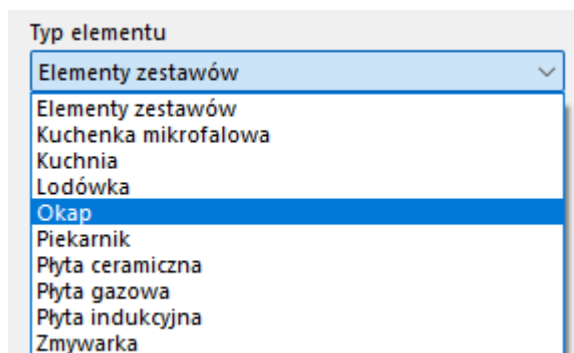 Typ elementu
Elementy zestawów
Elementy zestawów
Kuchenka mikrofalowa
Kuchnia
Lodówka
Okap
Piekarnik
Płyta ceramiczna
Płyta gazowa
Płyta indukcyjna
Zmywarka